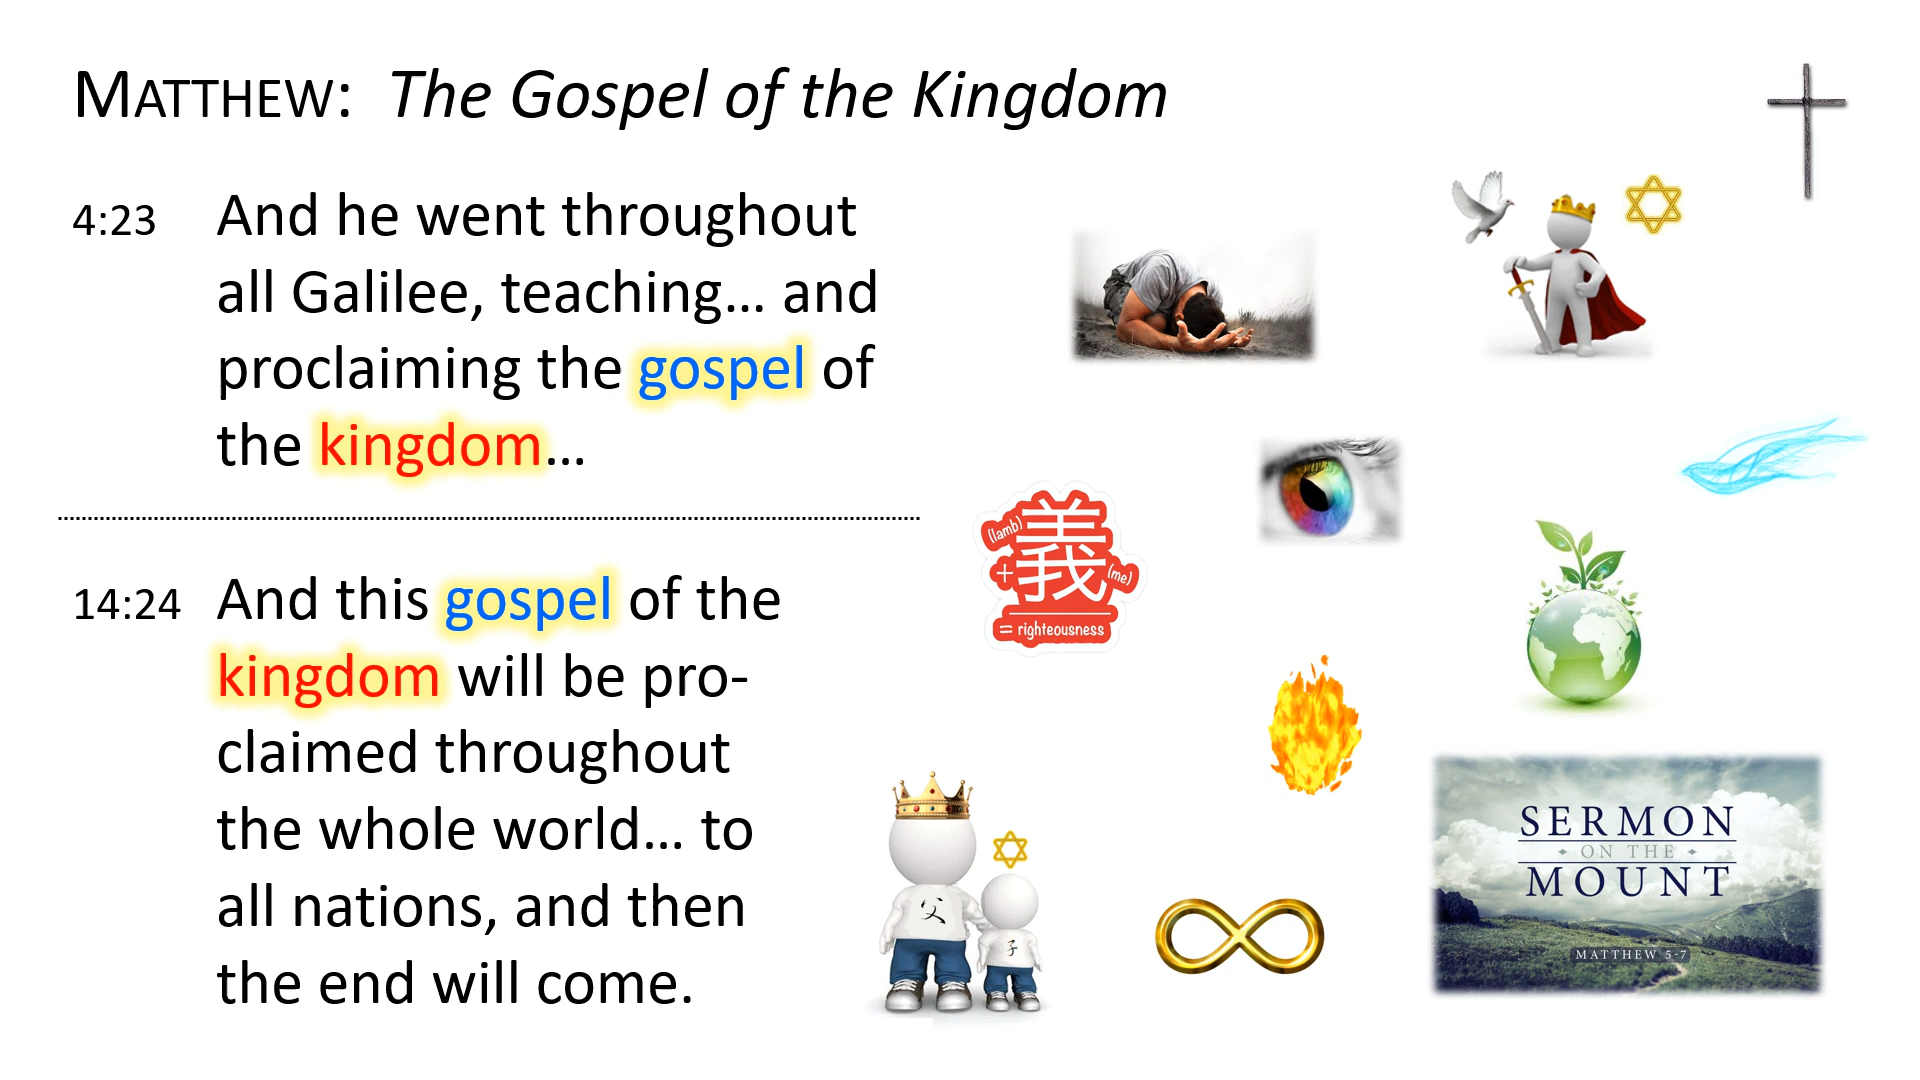 MATTHEW: The Gospel of the Kingdom
4:23 And he went throughout
all Galilee, teaching... and
proclaiming the gospel of
the kingdom...
14:24 And this gospel of the
kingdom will be pro-
claimed throughout
the whole world... to
all nations, and then
the end will come.
(lamb)
義
+ (me)
= righteousness
父
子
SERMON
ON THE
MOUNT
MATTHEW 5-7